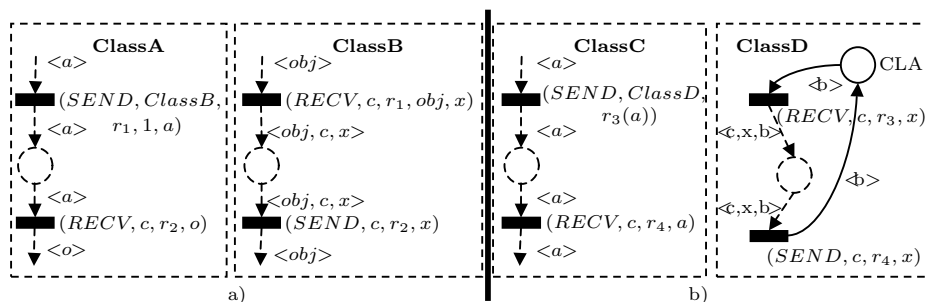 ClassA
<a>
(SEND, ClassB,
r1, 1, a)
<a>
<a>
(RECV, c, r2, o)
<o>
ClassB
<obj>
(RECV, c, r1, obj, x)
<obj, c, x>
<obj, c, x>
(SEND, c, r2, x)
<obj>
a)
ClassC
<a>
(SEND, ClassD,
r3(a))
<a>
<a>
(RECV, c, r4, a)
<a>
ClassD
CLA
<b>
(RECV, c, r3, x)
<c,x,b>
<b>
<c,x,b>
(SEND, c, r4, x)
b)